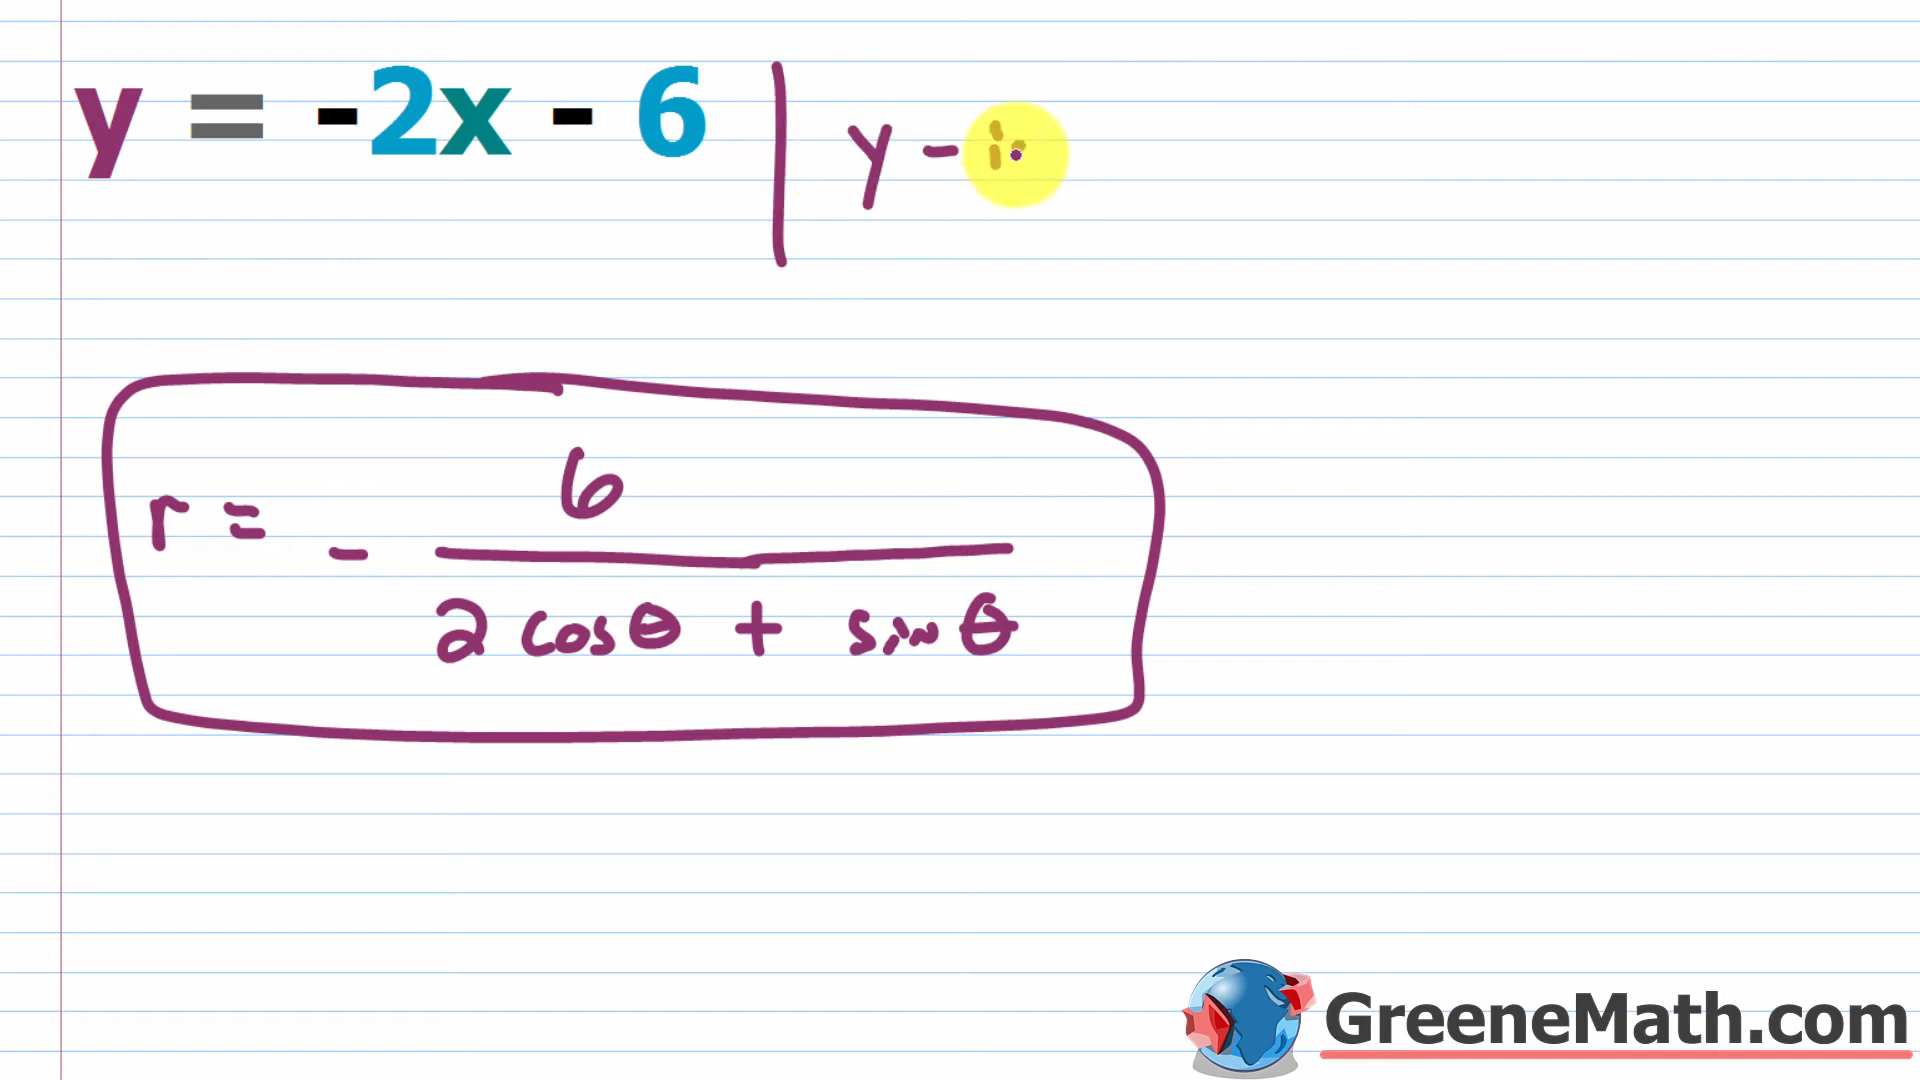 y = -2x - 6
y - i
r = - 6
2 cos θ + sin θ
GreeneMath.com